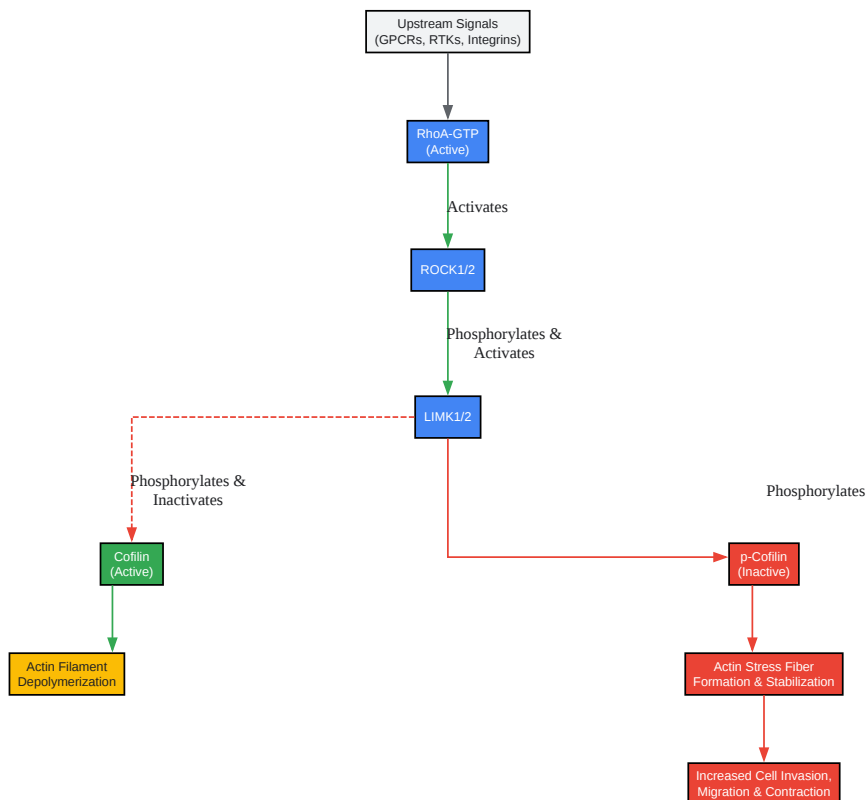 Upstream Signals
(GPCRs, RTKs, Integrins)
RhoA-GTP
(Active)
Activates
ROCK1/2
Phosphorylates &
Activates
LIMK1/2
Phosphorylates &
Inactivates
Phosphorylates
Cofilin
(Active)
p-Cofilin
(Inactive)
Actin Filament
Depolymerization
Actin Stress Fiber
Formation & Stabilization
Increased Cell Invasion,
Migration & Contraction